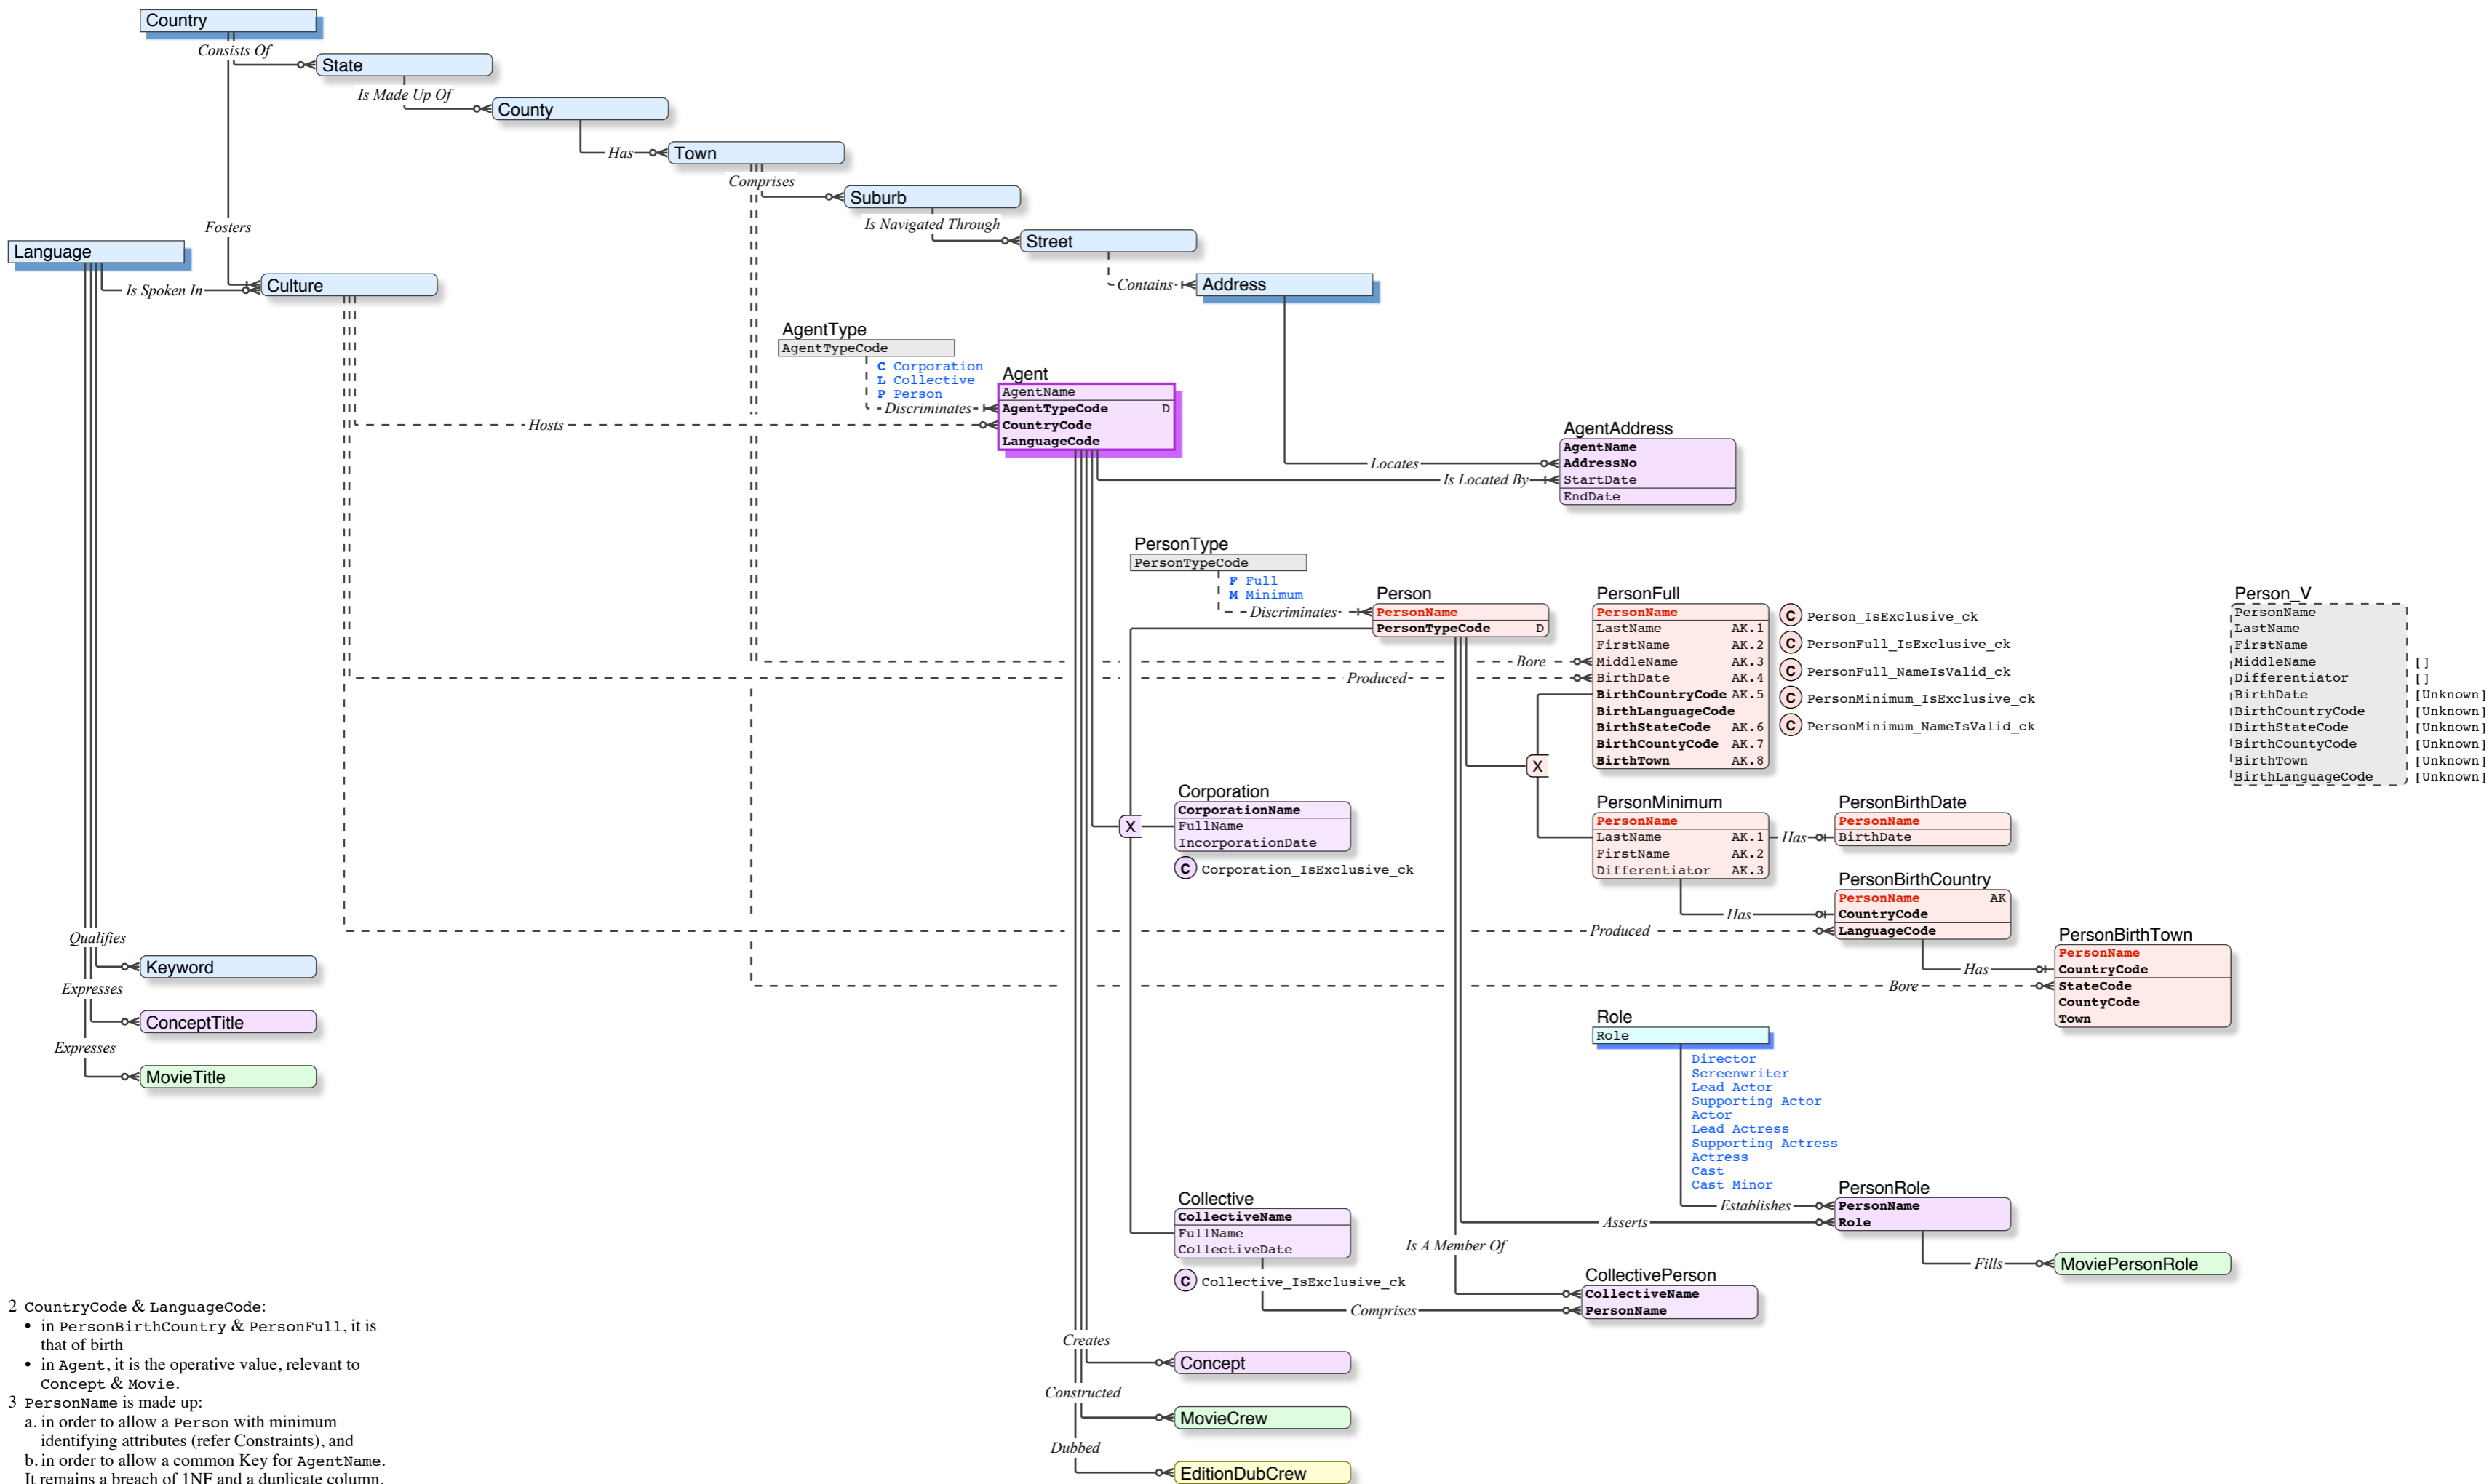 Country
Consists Of
State
Is Made Up Of
County
Has
Town
Comprises
Suburb
Is Navigated Through
Fosters
Street
Language
Is Spoken In
Culture
Contains
Address
AgentType
AgentTypeCode
C Corporation
L Collective
P Person
Discriminates
Hosts
Agent
AgentName
AgentTypeCode D
CountryCode
LanguageCode
AgentAddress
AgentName
AddressNo
StartDate
EndDate
Locates
Is Located By
PersonType
PersonTypeCode
F Full
M Minimum
Discriminates
Person
PersonName
PersonTypeCode D
PersonFull
PersonName
LastName AK.1
FirstName AK.2
MiddleName AK.3
BirthDate AK.4
BirthCountryCode AK.5
BirthLanguageCode
BirthStateCode AK.6
BirthCountyCode AK.7
BirthTown AK.8
Bore
Produced
C Person_IsExclusive_ck
C PersonFull_IsExclusive_ck
C PersonFull_NameIsValid_ck
C PersonMinimum_IsExclusive_ck
C PersonMinimum_NameIsValid_ck
Person_V
PersonName
LastName
FirstName
MiddleName []
Differentiator []
BirthDate [Unknown]
BirthCountryCode [Unknown]
BirthStateCode [Unknown]
BirthCountyCode [Unknown]
BirthTown [Unknown]
BirthLanguageCode [Unknown]
X
X
Corporation
CorporationName
FullName
IncorporationDate
C Corporation_IsExclusive_ck
PersonMinimum
PersonName
LastName AK.1
FirstName AK.2
Differentiator AK.3
Has
PersonBirthDate
PersonName
BirthDate
Has
PersonBirthCountry
PersonName AK
CountryCode
LanguageCode
Produced
Has
PersonBirthTown
PersonName
CountryCode
StateCode
CountyCode
Town
Bore
Qualifies
Keyword
Expresses
ConceptTitle
Expresses
MovieTitle
Role
Role
Director
Screenwriter
Lead Actor
Supporting Actor
Actor
Lead Actress
Supporting Actress
Actress
Cast
Cast Minor
Establishes
Asserts
PersonRole
PersonName
Role
Fills
MoviePersonRole
Collective
CollectiveName
FullName
CollectiveDate
C Collective_IsExclusive_ck
Is A Member Of
Comprises
CollectivePerson
CollectiveName
PersonName
Creates
Concept
Constructed
MovieCrew
Dubbed
EditionDubCrew
2 CountryCode & LanguageCode:
• in PersonBirthCountry & PersonFull, it is
that of birth
• in Agent, it is the operative value, relevant to
Concept & Movie.
3 PersonName is made up:
a. in order to allow a Person with minimum
identifying attributes (refer Constraints), and
b. in order to allow a common Key for AgentName.
It remains a breach of 1NF and a duplicate column,